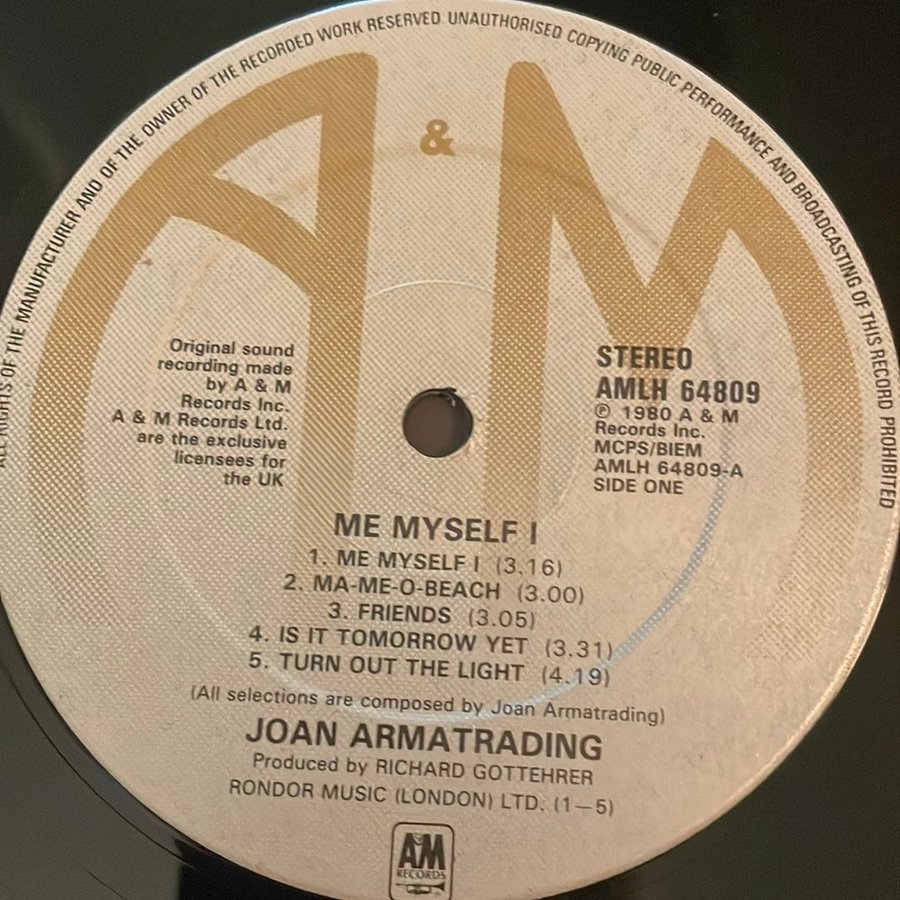 ALL RIGHTS OF THE MANUFACTURER AND OF THE OWNER OF THE RECORDED WORK RESERVED. UNAUTHORISED COPYING PUBLIC PERFORMANCE AND BROADCASTING OF THIS RECORD PROHIBITED
A & M
Original sound
recording made
by A & M
Records Inc.
A & M Records Ltd.
are the exclusive
licensees for
the UK
STEREO
AMLH 64809
℗ 1980 A & M
Records Inc.
MCPS/BIEM
AMLH 64809-A
SIDE ONE
ME MYSELF I
1. ME MYSELF I (3.16)
2. MA-ME-O-BEACH (3.00)
3. FRIENDS (3.05)
4. IS IT TOMORROW YET (3.31)
5. TURN OUT THE LIGHT (4.19)
(All selections are composed by Joan Armatrading)
JOAN ARMATRADING
Produced by RICHARD GOTTEHRER
RONDOR MUSIC (LONDON) LTD. (1—5)
A&M
RECORDS